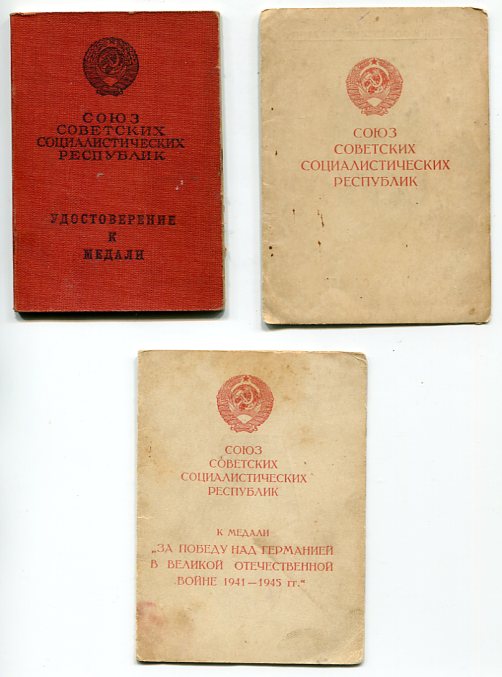 СОЮЗ
СОВЕТСКИХ
СОЦИАЛИСТИЧЕСКИХ
РЕСПУБЛИК
УДОСТОВЕРЕНИЕ
К
МЕДАЛИ
СОЮЗ
СОВЕТСКИХ
СОЦИАЛИСТИЧЕСКИХ
РЕСПУБЛИК
СОЮЗ
СОВЕТСКИХ
СОЦИАЛИСТИЧЕСКИХ
РЕСПУБЛИК
К МЕДАЛИ
„ЗА ПОБЕДУ НАД ГЕРМАНИЕЙ
В ВЕЛИКОЙ ОТЕЧЕСТВЕННОЙ
ВОЙНЕ 1941—1945 гг.“